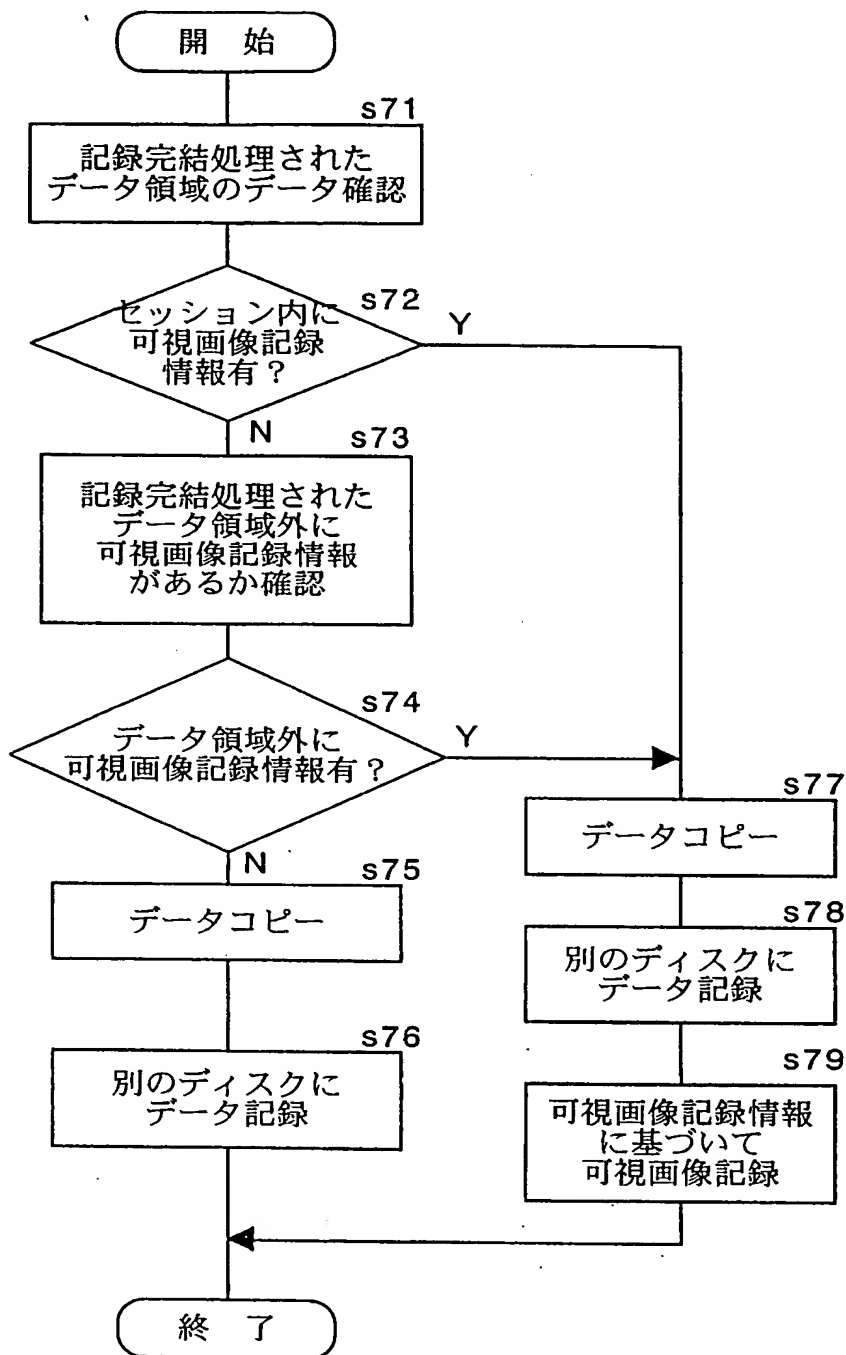 開 始
s71
記録完結処理された
データ領域のデータ確認
s72
セッション内に
可視画像記録
情報有？
Y
N
s73
記録完結処理された
データ領域外に
可視画像記録情報
があるか確認
s74
データ領域外に
可視画像記録情報有？
Y
N
s75
データコピー
s76
別のディスクに
データ記録
s77
データコピー
s78
別のディスクに
データ記録
s79
可視画像記録情報
に基づいて
可視画像記録
終 了